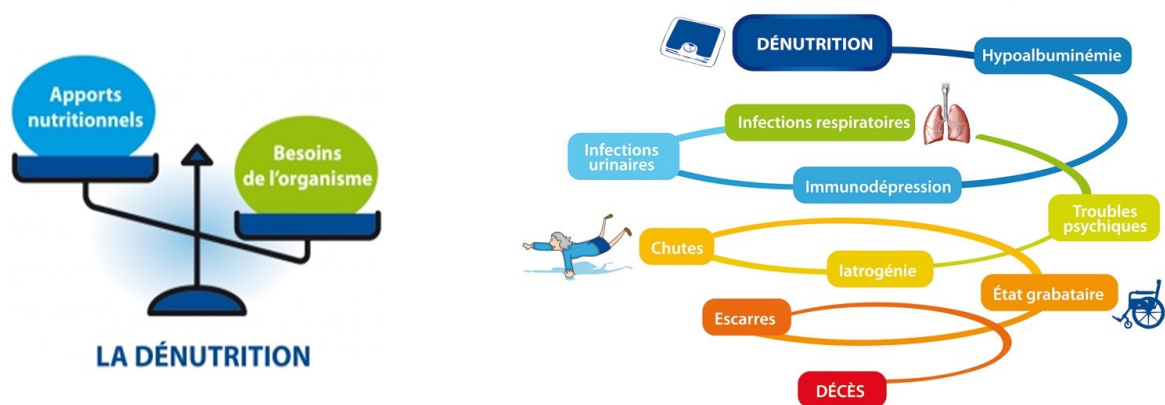 Apports
nutritionnels
Besoins
de l'organisme
LA DÉNUTRITION
DÉNUTRITION
Hypoalbuminémie
Infections respiratoires
Infections
urinaires
Immunodépression
Troubles
psychiques
Chutes
Iatrogénie
État grabataire
Escarres
DÉCÈS